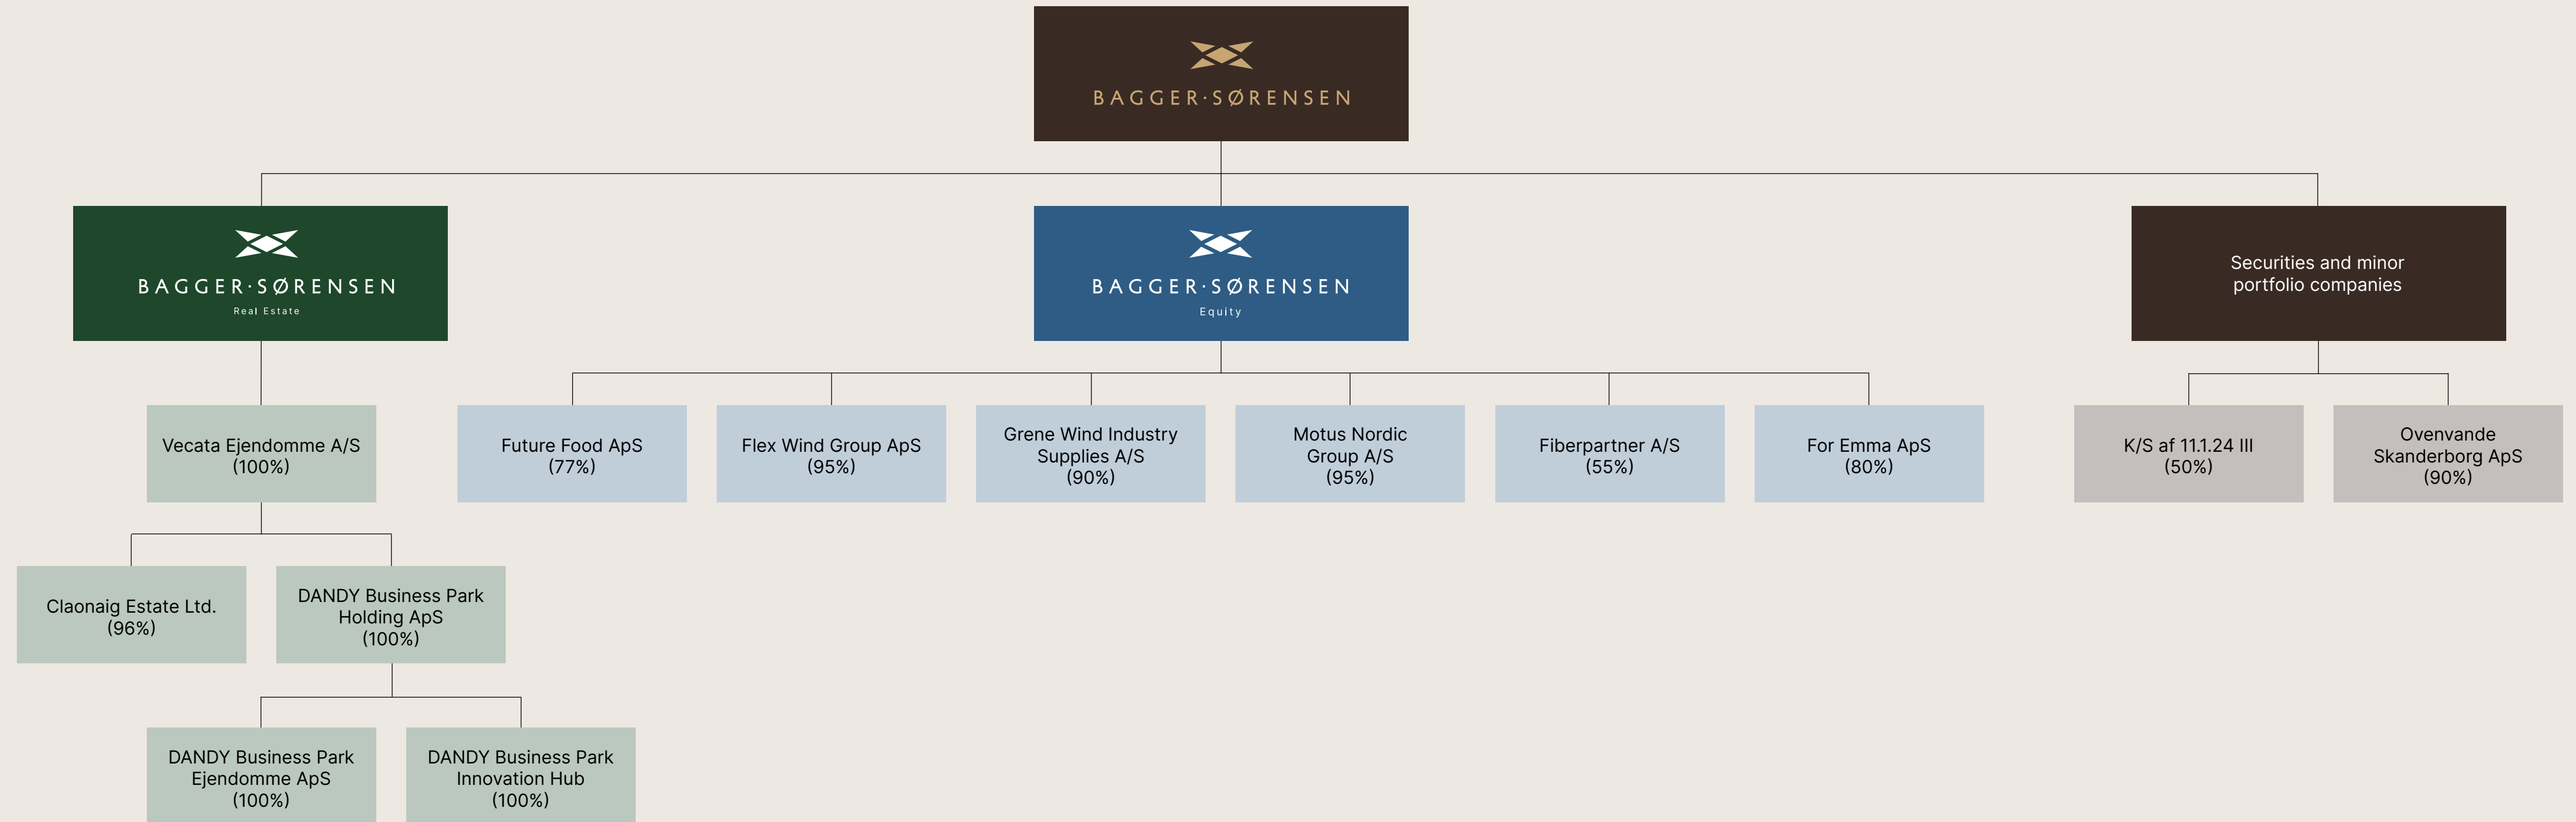 BAGGER·SØRENSEN
BAGGER·SØRENSEN
Real Estate
BAGGER·SØRENSEN
Equity
Securities and minor
portfolio companies
Vecata Ejendomme A/S
(100%)
Future Food ApS
(77%)
Flex Wind Group ApS
(95%)
Grene Wind Industry
Supplies A/S
(90%)
Motus Nordic
Group A/S
(95%)
Fiberpartner A/S
(55%)
For Emma ApS
(80%)
K/S af 11.1.24 III
(50%)
Ovenvande
Skanderborg ApS
(90%)
Claonaig Estate Ltd.
(96%)
DANDY Business Park
Holding ApS
(100%)
DANDY Business Park
Ejendomme ApS
(100%)
DANDY Business Park
Innovation Hub
(100%)